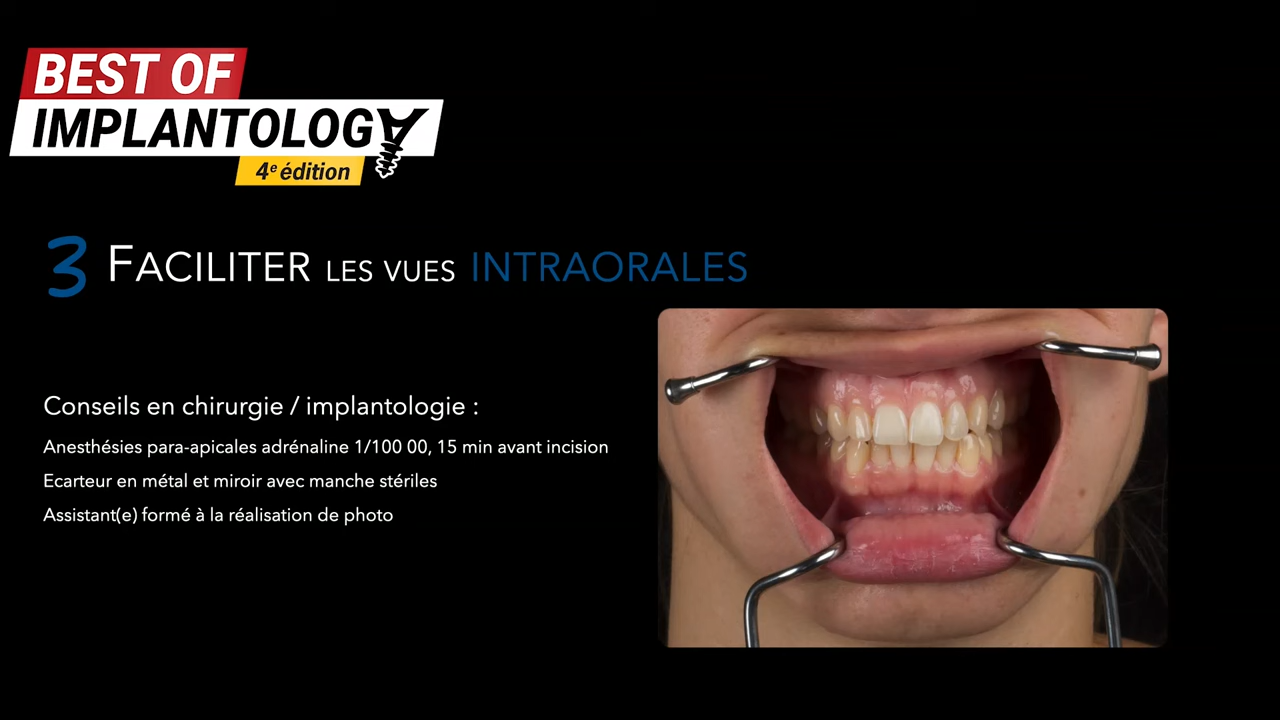 BEST OF
IMPLANTOLOGY
4e édition
3 FACILITER LES VUES INTRAORALES
Conseils en chirurgie / implantologie :
Anesthésies para-apicales adrénaline 1/100 00, 15 min avant incision
Ecarteur en métal et miroir avec manche stériles
Assistant(e) formé à la réalisation de photo